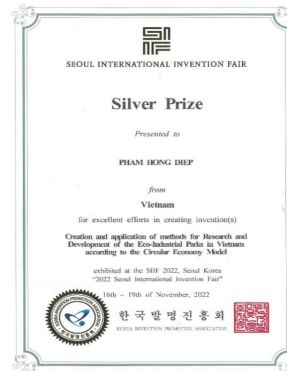 SEOUL INTERNATIONAL INVENTION FAIR
Silver Prize
Presented to
PHAM HONG DIEP
from
Vietnam
for excellent efforts in creating invention(s)
Creation and application of methods for Research and
Development of the Eco-Industrial Parks in Vietnam
according to the Circular Economy Model
exhibited at the SIIF 2022, Seoul Korea
"2022 Seoul International Invention Fair"
16th – 19th of November, 2022
한국발명진흥회
KOREA INVENTION PROMOTION ASSOCIATION